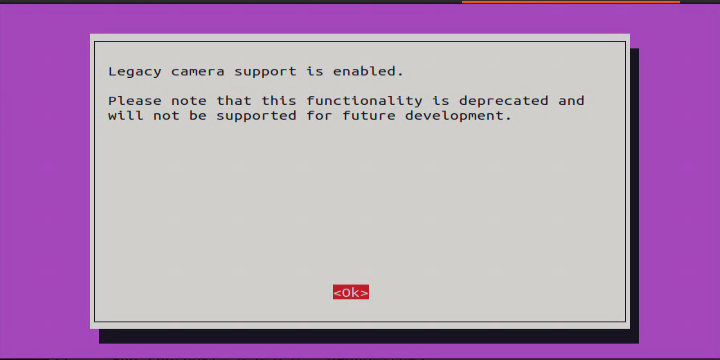 Legacy camera support is enabled.
Please note that this functionality is deprecated and
will not be supported for future development.
<Ok>